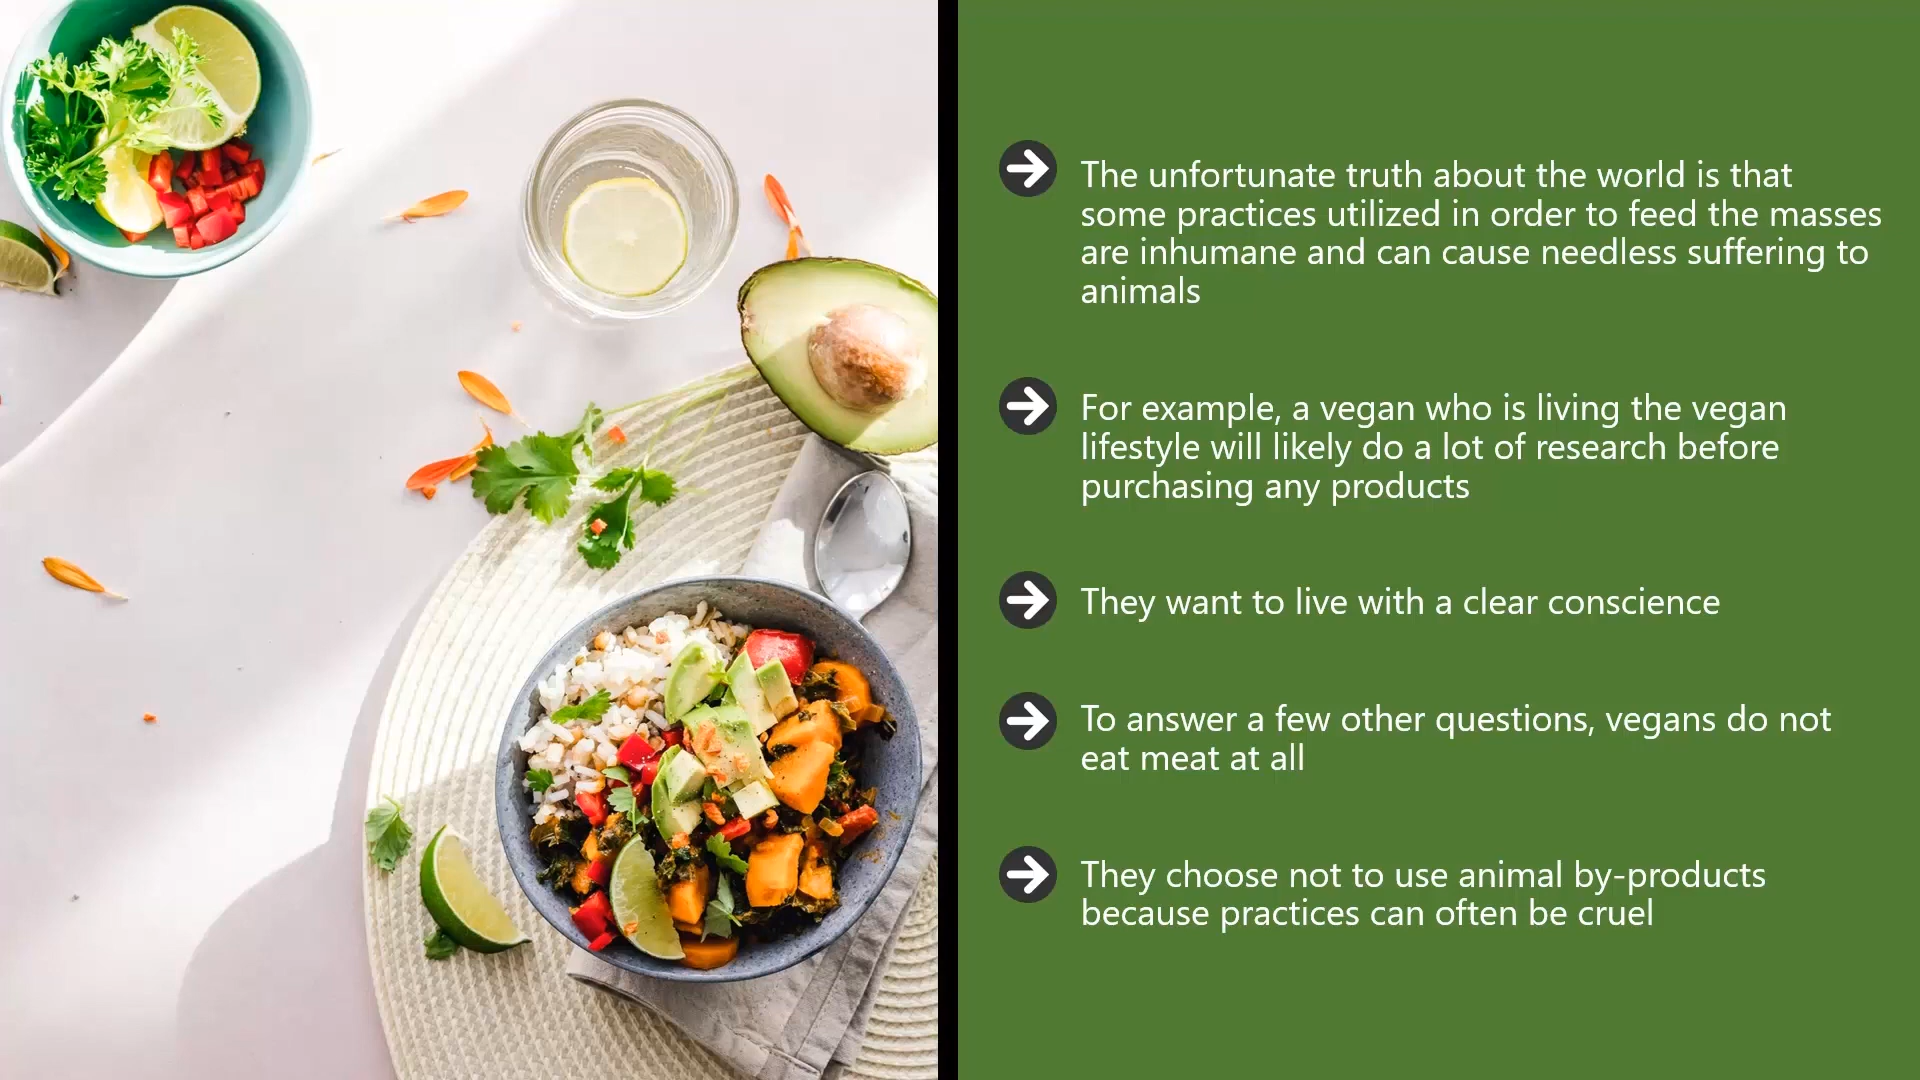 The unfortunate truth about the world is that
some practices utilized in order to feed the masses
are inhumane and can cause needless suffering to
animals
For example, a vegan who is living the vegan
lifestyle will likely do a lot of research before
purchasing any products
They want to live with a clear conscience
To answer a few other questions, vegans do not
eat meat at all
They choose not to use animal by-products
because practices can often be cruel